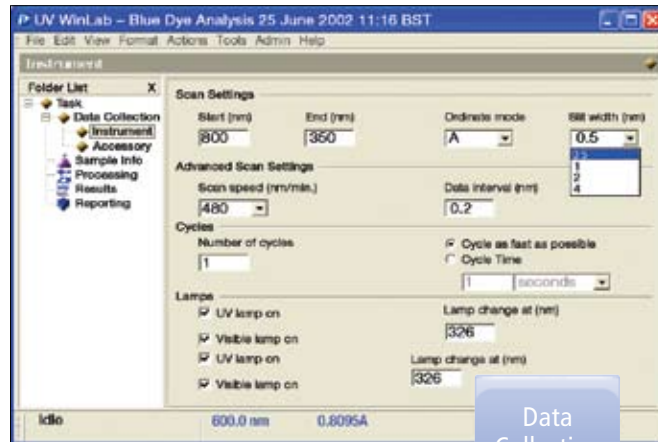 UV WinLab – Blue Dye Analysis 25 June 2002 11:16 BST
File Edit View Format Actions Tools Admin Help
Instrument
Folder List X
Task
Data Collection
Instrument
Accessory
Sample Info
Processing
Results
Reporting
Scan Settings
Start (nm) End (nm) Ordinate mode Slit width (nm)
800 350 A 0.5
1
2
4
Advanced Scan Settings
Scan speed (nm/min.) Data interval (nm)
480 0.2
Cycles
Number of cycles Cycle as fast as possible
1 Cycle Time
1 seconds
Lamps
UV lamp on Lamp change at (nm)
Visible lamp on 326
UV lamp on Lamp change at (nm)
Visible lamp on 326
Idle 600.0 nm 0.8095A
Data